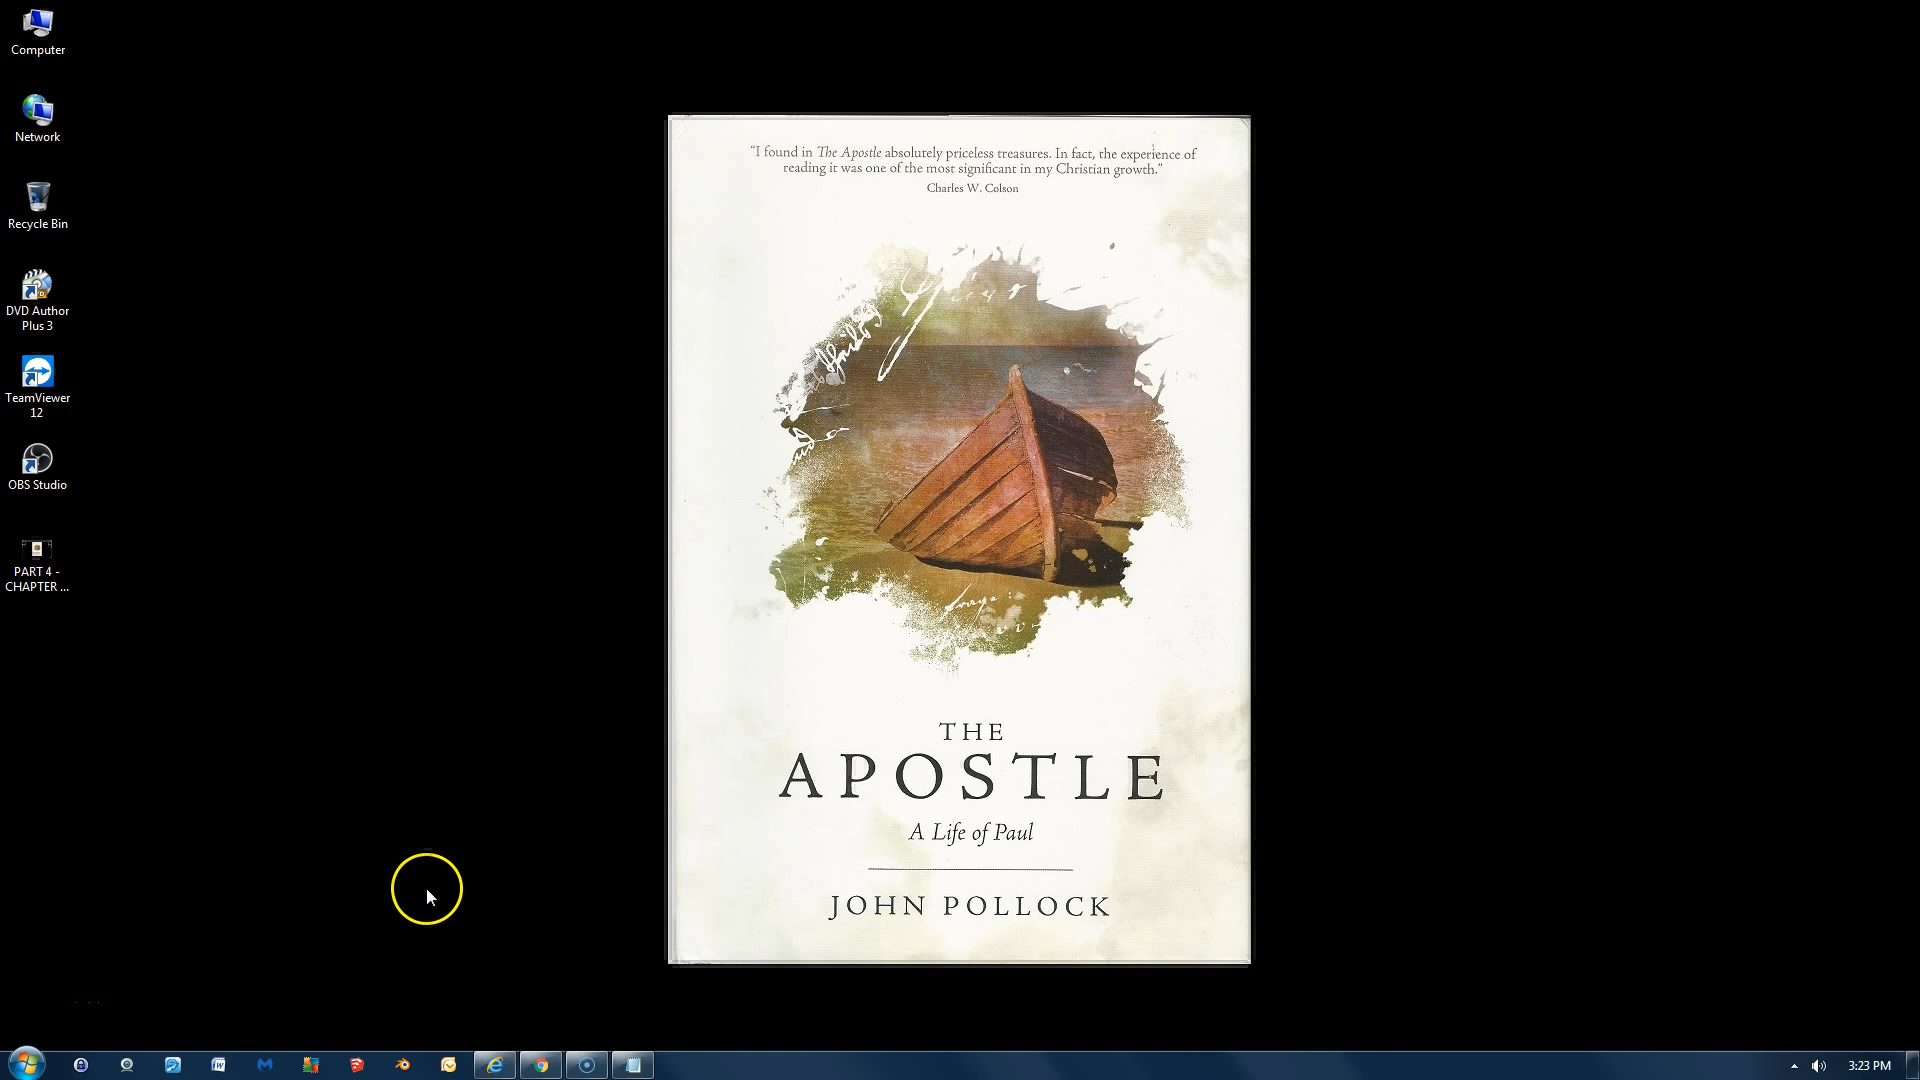 Computer
Network
Recycle Bin
DVD Author
Plus 3
TeamViewer
12
OBS Studio
PART 4 -
CHAPTER ...
“I found in The Apostle absolutely priceless treasures. In fact, the experience of
reading it was one of the most significant in my Christian growth.”
Charles W. Colson
THE
APOSTLE
A Life of Paul
JOHN POLLOCK
3:23 PM